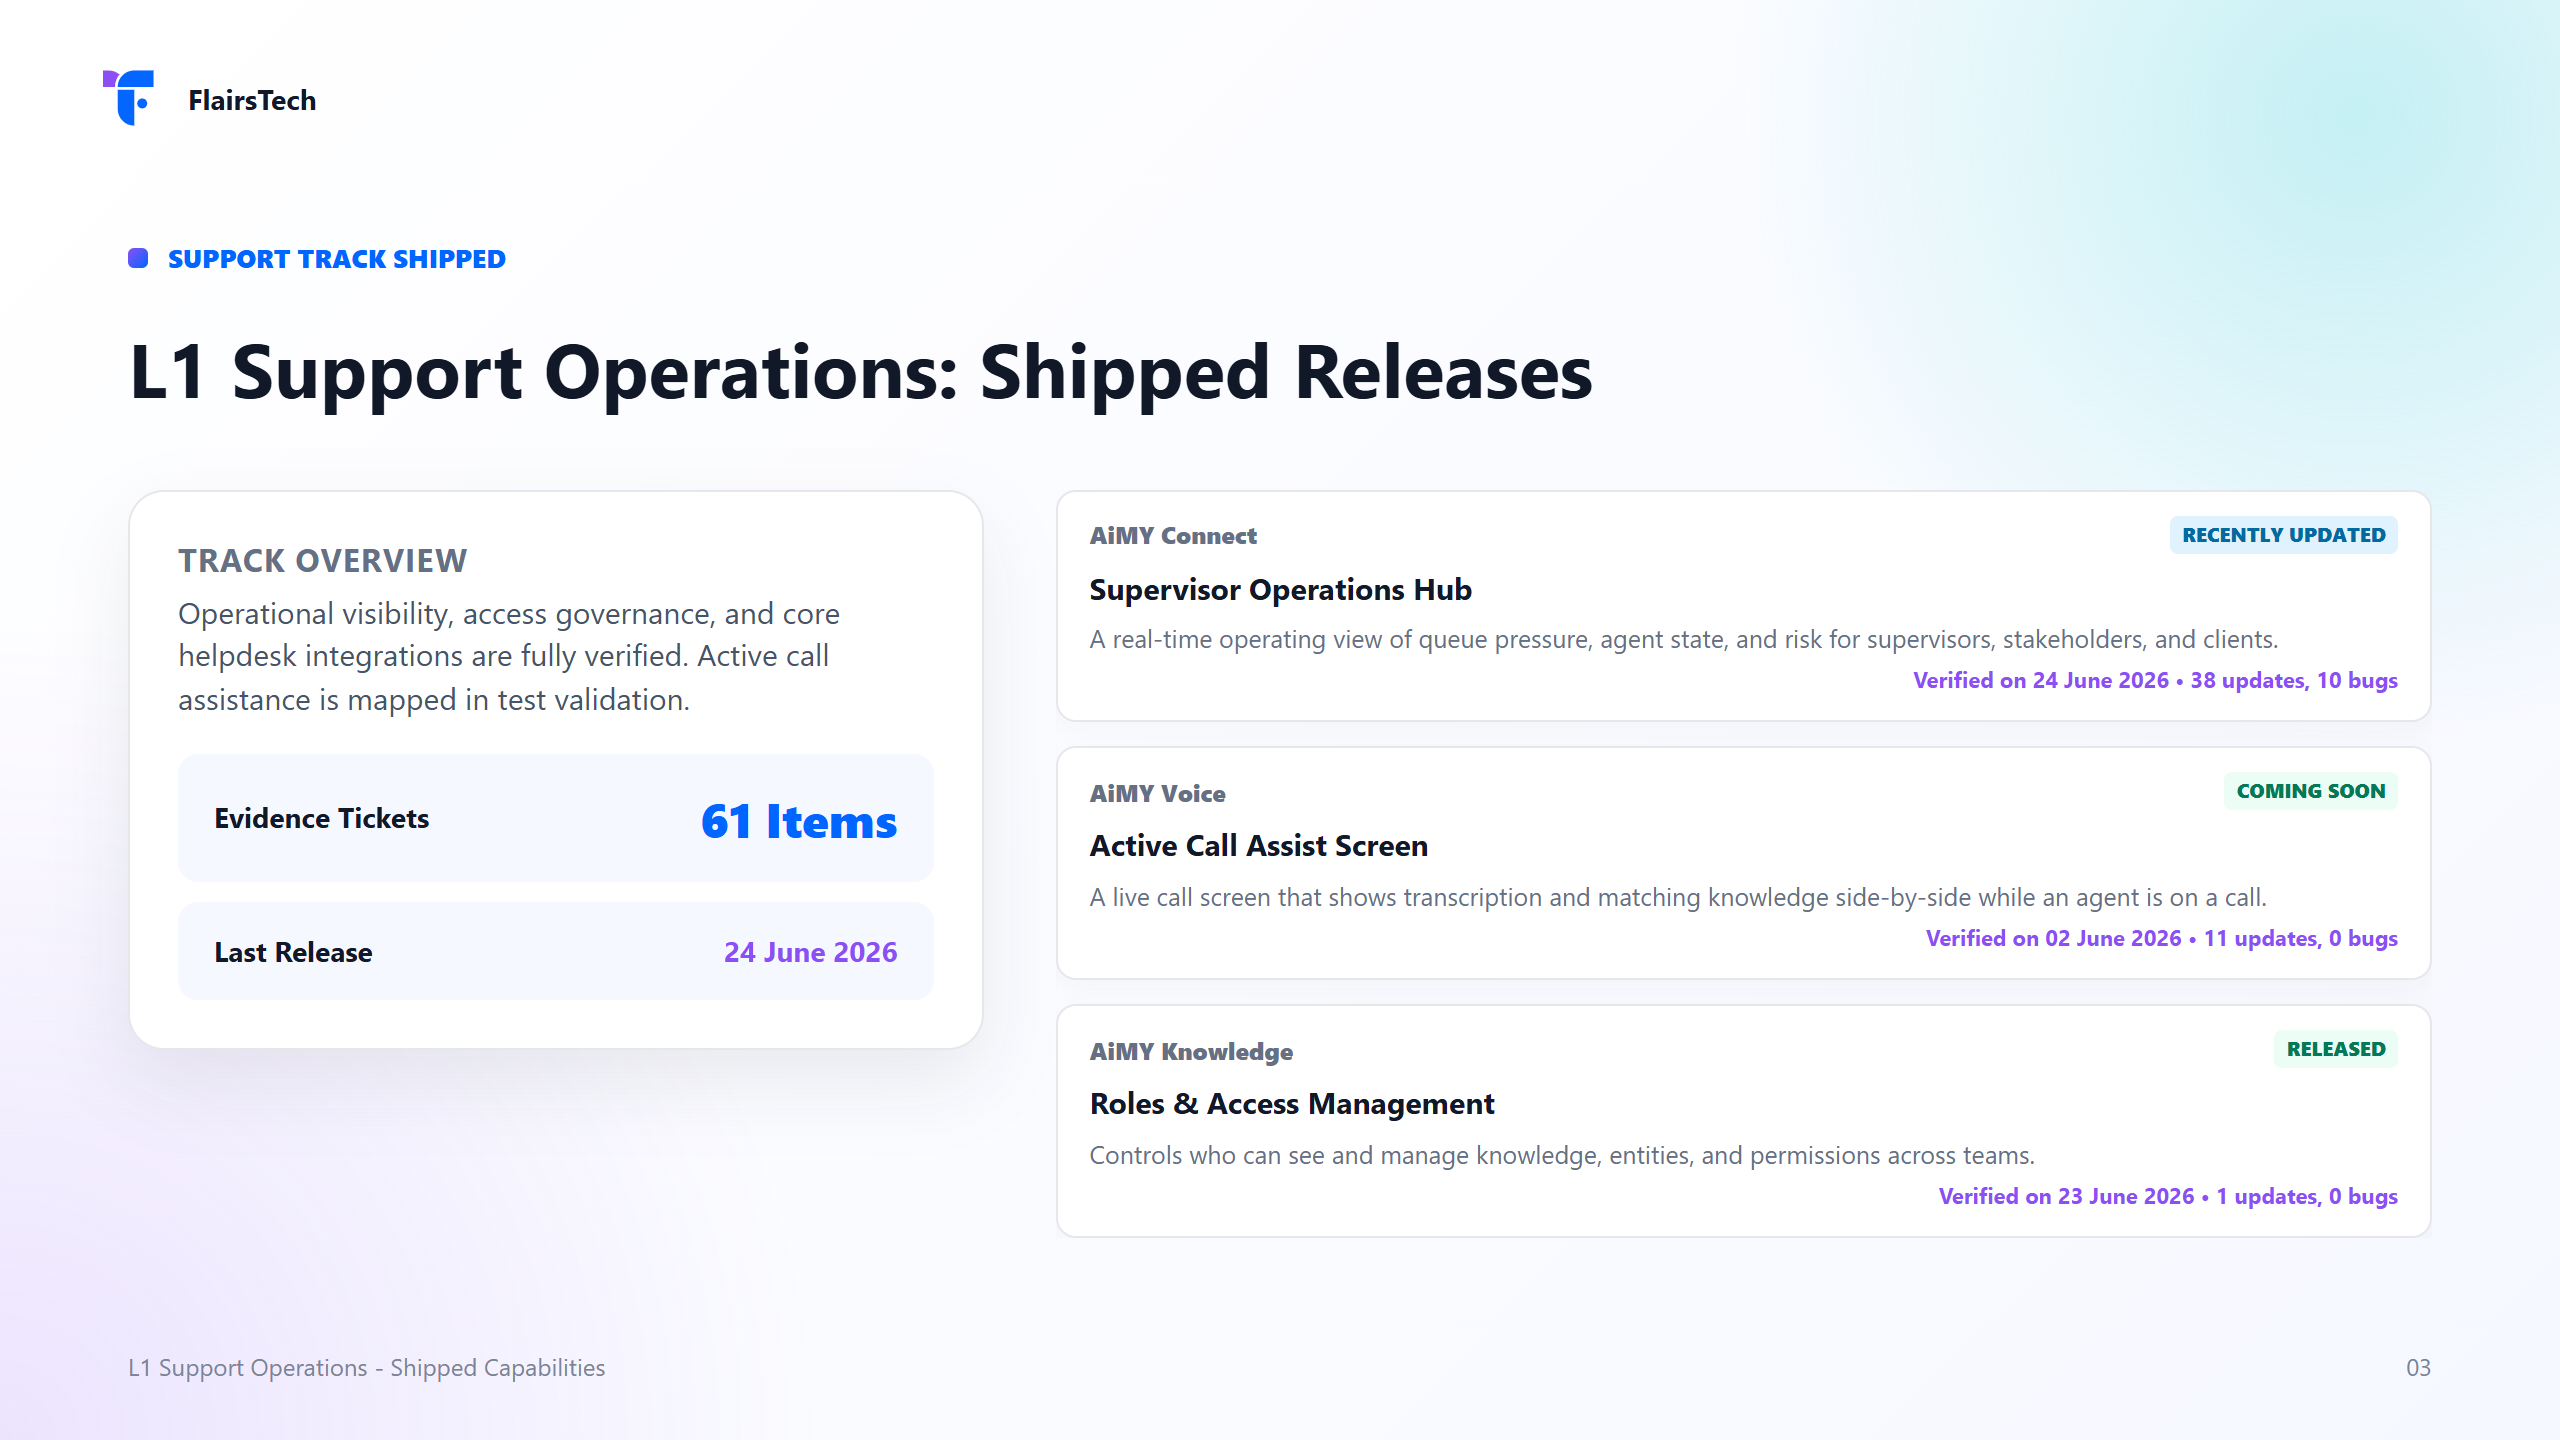 FlairsTech
SUPPORT TRACK SHIPPED
L1 Support Operations: Shipped Releases
TRACK OVERVIEW
Operational visibility, access governance, and core
helpdesk integrations are fully verified. Active call
assistance is mapped in test validation.
Evidence Tickets
61 Items
Last Release
24 June 2026
AiMY Connect
RECENTLY UPDATED
Supervisor Operations Hub
A real-time operating view of queue pressure, agent state, and risk for supervisors, stakeholders, and clients.
Verified on 24 June 2026 • 38 updates, 10 bugs
AiMY Voice
COMING SOON
Active Call Assist Screen
A live call screen that shows transcription and matching knowledge side-by-side while an agent is on a call.
Verified on 02 June 2026 • 11 updates, 0 bugs
AiMY Knowledge
RELEASED
Roles & Access Management
Controls who can see and manage knowledge, entities, and permissions across teams.
Verified on 23 June 2026 • 1 updates, 0 bugs
L1 Support Operations - Shipped Capabilities
03